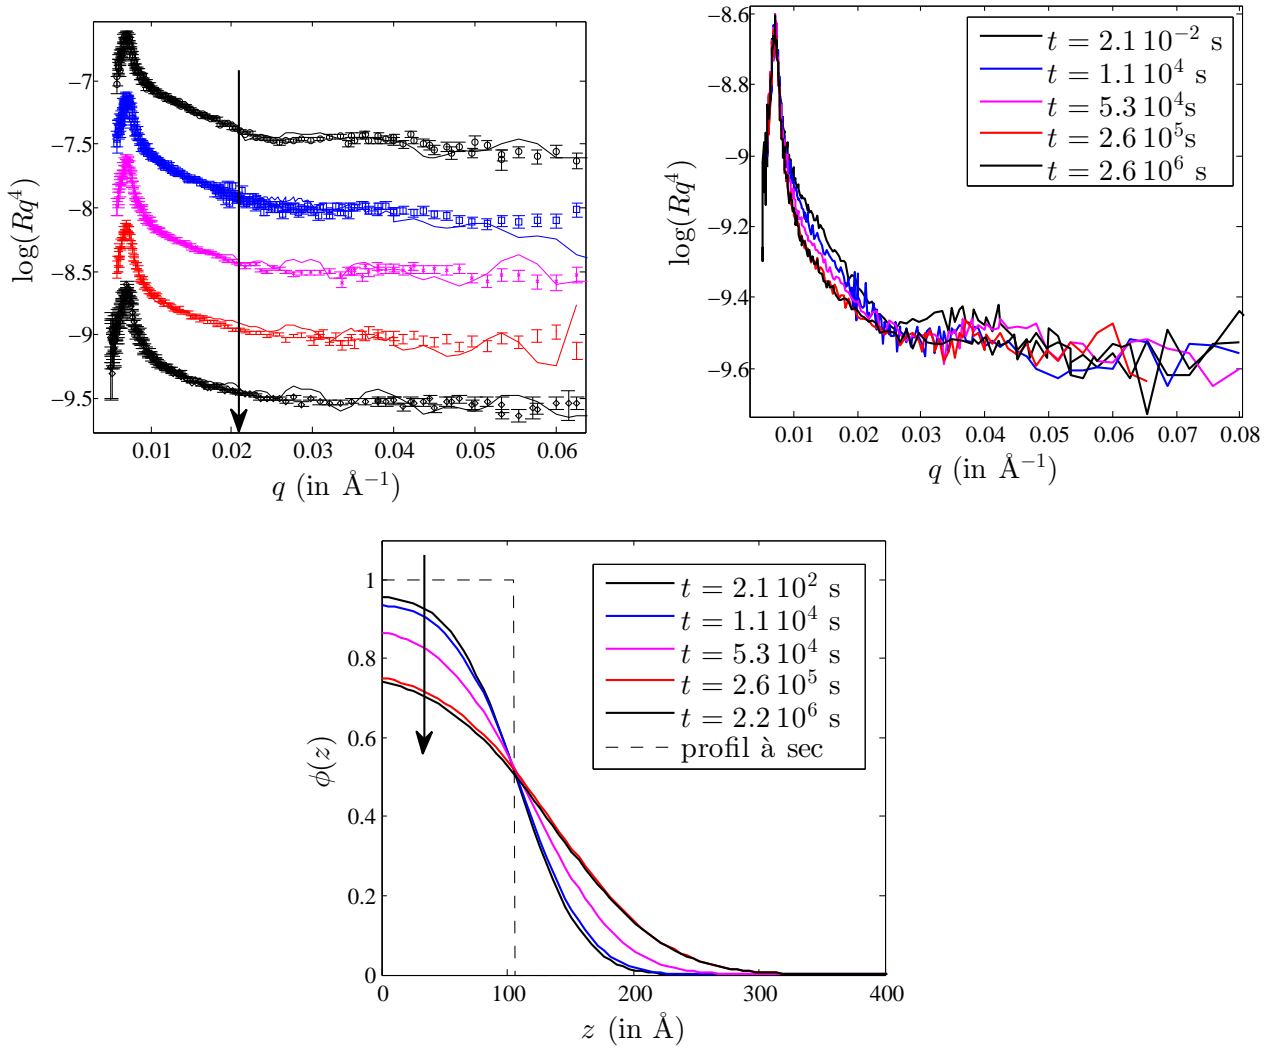 −7
−7.5
−8
−8.5
−9
−9.5
log(Rq⁴)
0.01 0.02 0.03 0.04 0.05 0.06
q (in Å⁻¹)
−8.6
−8.8
−9
−9.2
−9.4
−9.6
log(Rq⁴)
t = 2.1 10⁻² s
t = 1.1 10⁴ s
t = 5.3 10⁴s
t = 2.6 10⁵s
t = 2.6 10⁶ s
0.01 0.02 0.03 0.04 0.05 0.06 0.07 0.08
q (in Å⁻¹)
1
0.8
0.6
0.4
0.2
0
ϕ(z)
t = 2.1 10² s
t = 1.1 10⁴ s
t = 5.3 10⁴ s
t = 2.6 10⁵ s
t = 2.2 10⁶ s
profil à sec
0 100 200 300 400
z (in Å)